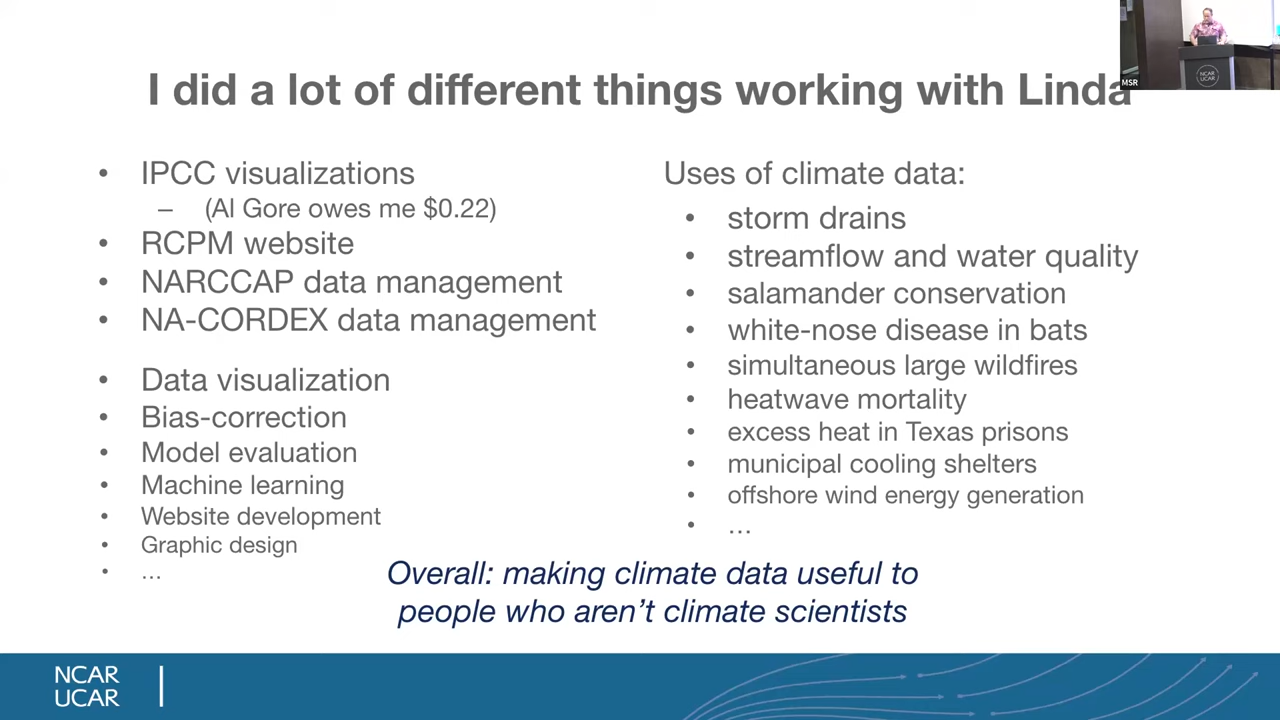 I did a lot of different things working with Linda
• IPCC visualizations
– (Al Gore owes me $0.22)
• RCPM website
• NARCCAP data management
• NA-CORDEX data management
• Data visualization
• Bias-correction
• Model evaluation
• Machine learning
• Website development
• Graphic design
• ...
Uses of climate data:
• storm drains
• streamflow and water quality
• salamander conservation
• white-nose disease in bats
• simultaneous large wildfires
• heatwave mortality
• excess heat in Texas prisons
• municipal cooling shelters
• offshore wind energy generation
• ...
Overall: making climate data useful to
people who aren’t climate scientists
NCAR
UCAR
MSR
NCAR
UCAR